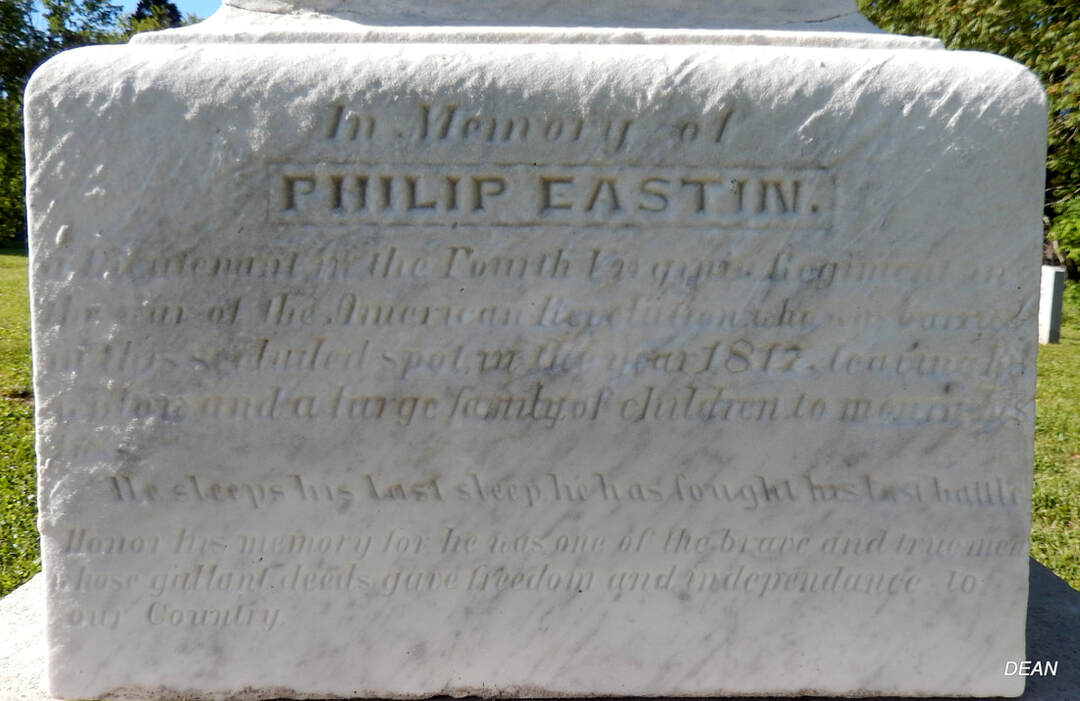 In Memory of
PHILIP EASTIN.
a Lieutenant in the Fourth Virginia Regiment in
the war of the American Revolution who was burried
in this secluded spot, in the year 1817. leaving his
widow and a large family of children to mourn his
loss.
He sleeps his last sleep he has fought his last battle
Honor his memory for he was one of the brave and true men
whose gallant deeds gave freedom and independance to
our Country.
DEAN